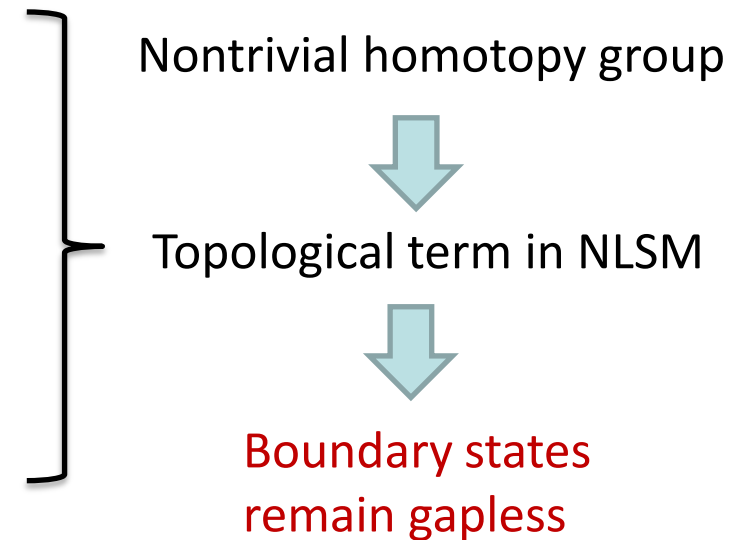 Nontrivial homotopy group
Topological term in NLSM
Boundary states
remain gapless